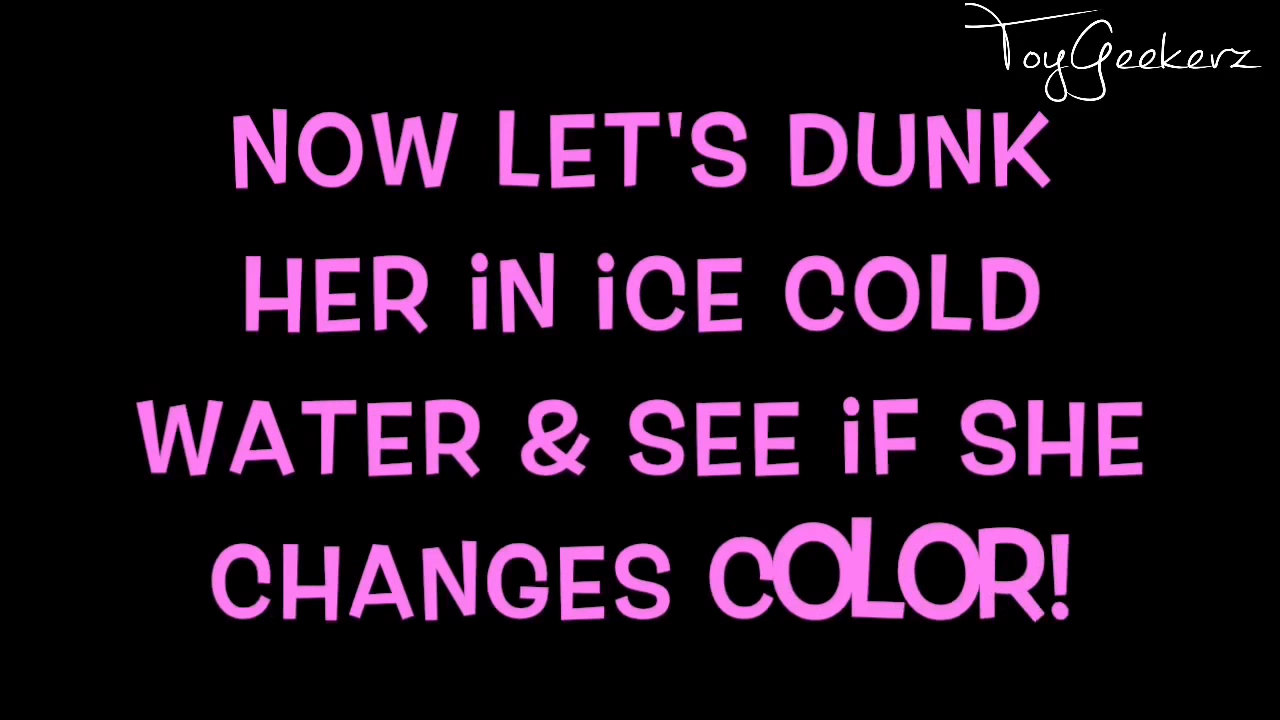 ToyGeekerz
NOW LET'S DUNK
HER iN iCE COLD
WATER & SEE iF SHE
CHANGES COLOR!